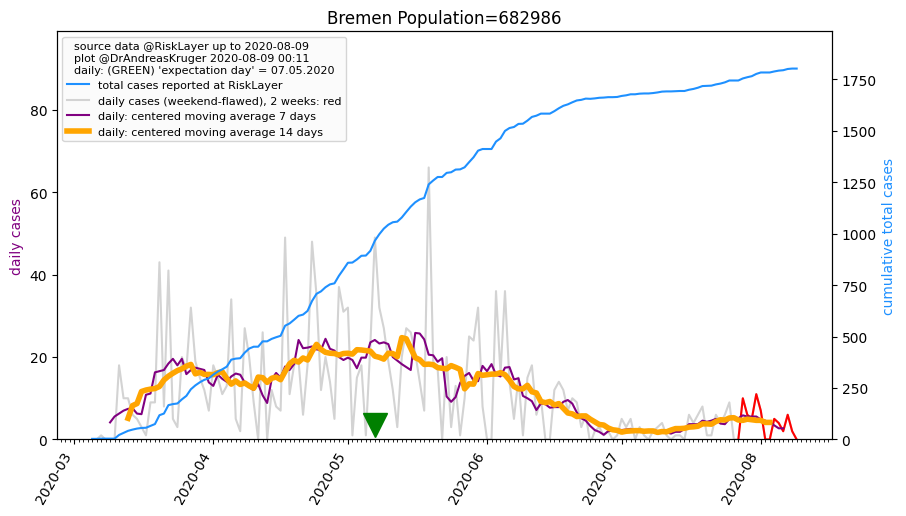 Bremen Population=682986
source data @RiskLayer up to 2020-08-09
plot @DrAndreasKruger 2020-08-09 00:11
daily: (GREEN) 'expectation day' = 07.05.2020
total cases reported at RiskLayer
daily cases (weekend-flawed), 2 weeks: red
daily: centered moving average 7 days
daily: centered moving average 14 days
daily cases
80
60
40
20
0
cumulative total cases
1750
1500
1250
1000
750
500
250
0
2020-03
2020-04
2020-05
2020-06
2020-07
2020-08